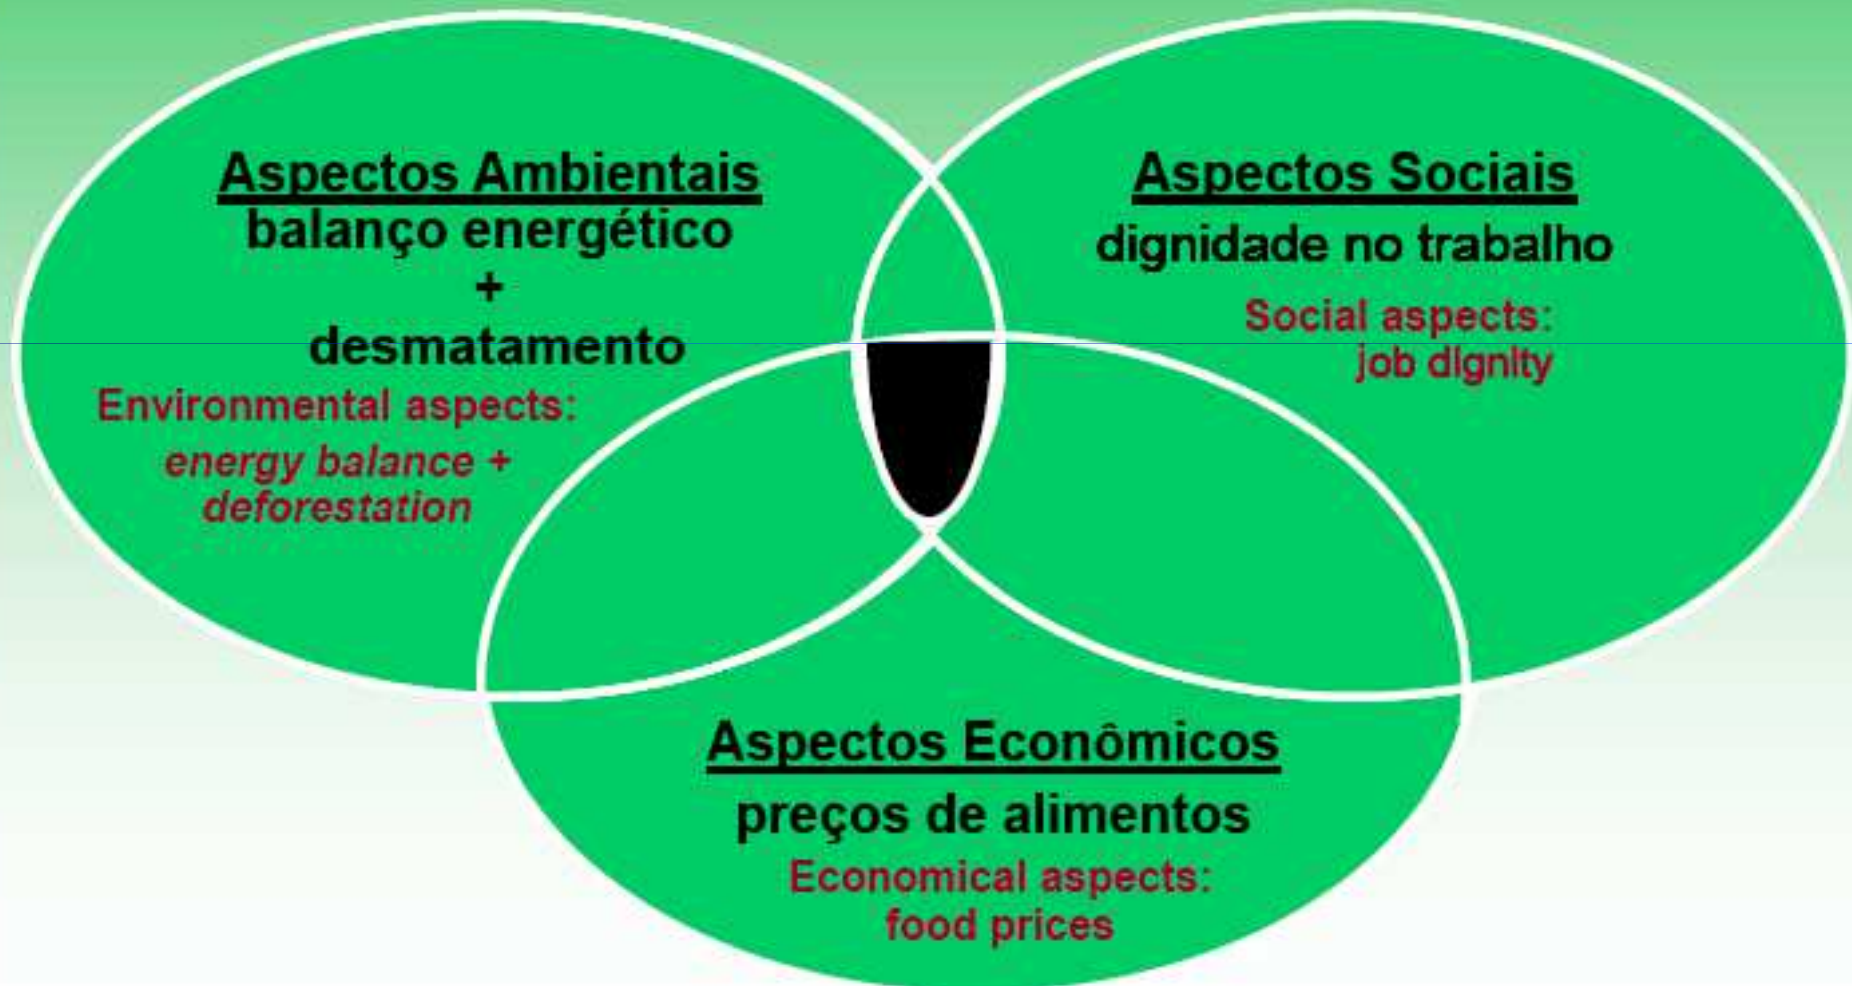 Aspectos Ambientais
balanço energético
+
desmatamento
Environmental aspects:
energy balance +
deforestation
Aspectos Sociais
dignidade no trabalho
Social aspects:
job dignity
Aspectos Econômicos
preços de alimentos
Economical aspects:
food prices